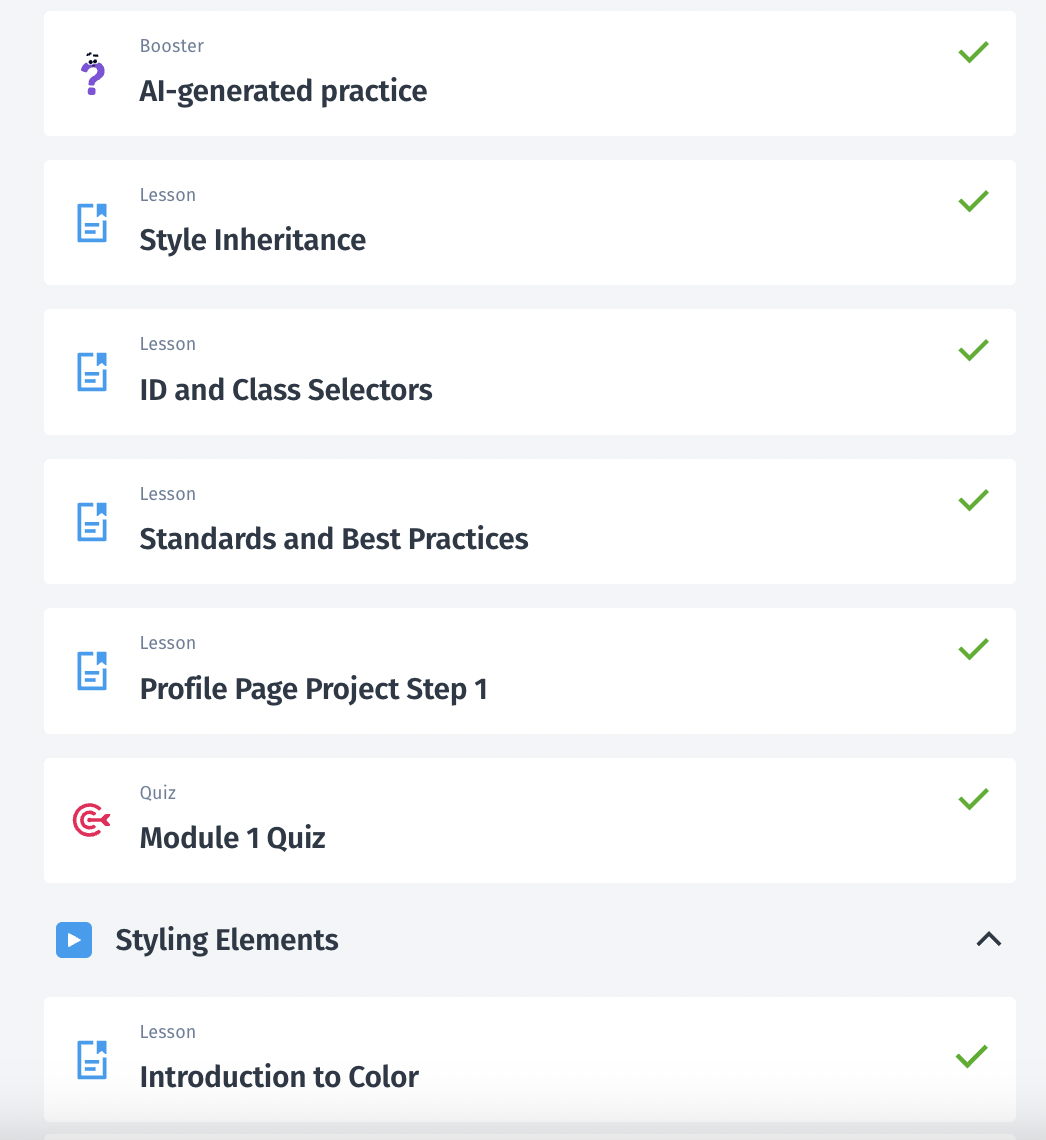 Booster
AI-generated practice
Lesson
Style Inheritance
Lesson
ID and Class Selectors
Lesson
Standards and Best Practices
Lesson
Profile Page Project Step 1
Quiz
Module 1 Quiz
Styling Elements
Lesson
Introduction to Color